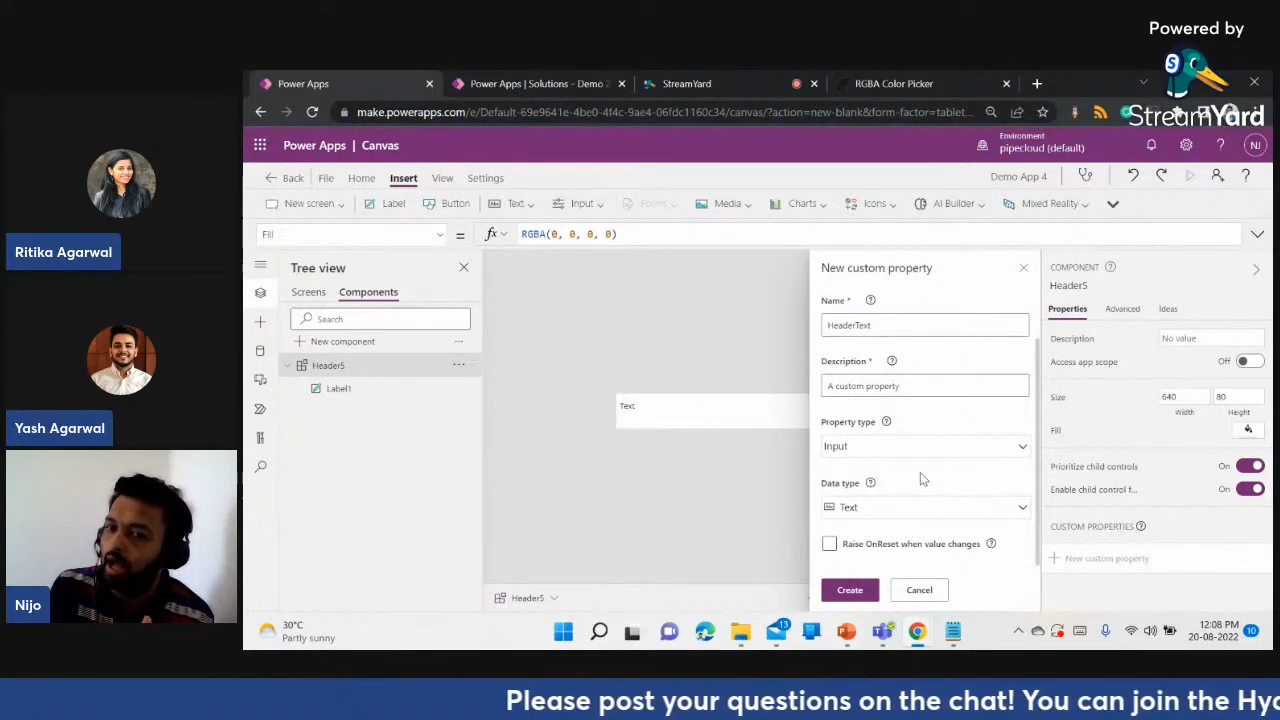 Powered by
StreamYard
Power Apps
Power Apps | Solutions - Demo 2
StreamYard
RGBA Color Picker
make.powerapps.com/e/Default-69e9641e-4be0-4f4c-9ae4-06fdc1160c34/canvas/?action=new-blank&form-factor=tablet...
Power Apps | Canvas
Environment
pipecloud (default)
NJ
Back
File
Home
Insert
View
Settings
Demo App 4
New screen
Label
Button
Text
Input
Forms
Media
Charts
Icons
AI Builder
Mixed Reality
Fill
=
fx
RGBA(0, 0, 0, 0)
Tree view
Screens
Components
Search
New component
Header5
Label1
Text
Header5
New custom property
Name *
HeaderText
Description *
A custom property
Property type
Input
Data type
Text
Raise OnReset when value changes
Create
Cancel
COMPONENT
Header5
Properties
Advanced
Ideas
Description
No value
Access app scope
Off
Size
640
80
Width
Height
Fill
Prioritize child controls
On
Enable child control t...
On
CUSTOM PROPERTIES
New custom property
Ritika Agarwal
Yash Agarwal
Nijo
30°C
Partly sunny
13
12:08 PM
20-08-2022
10
Please post your questions on the chat! You can join the Hyd